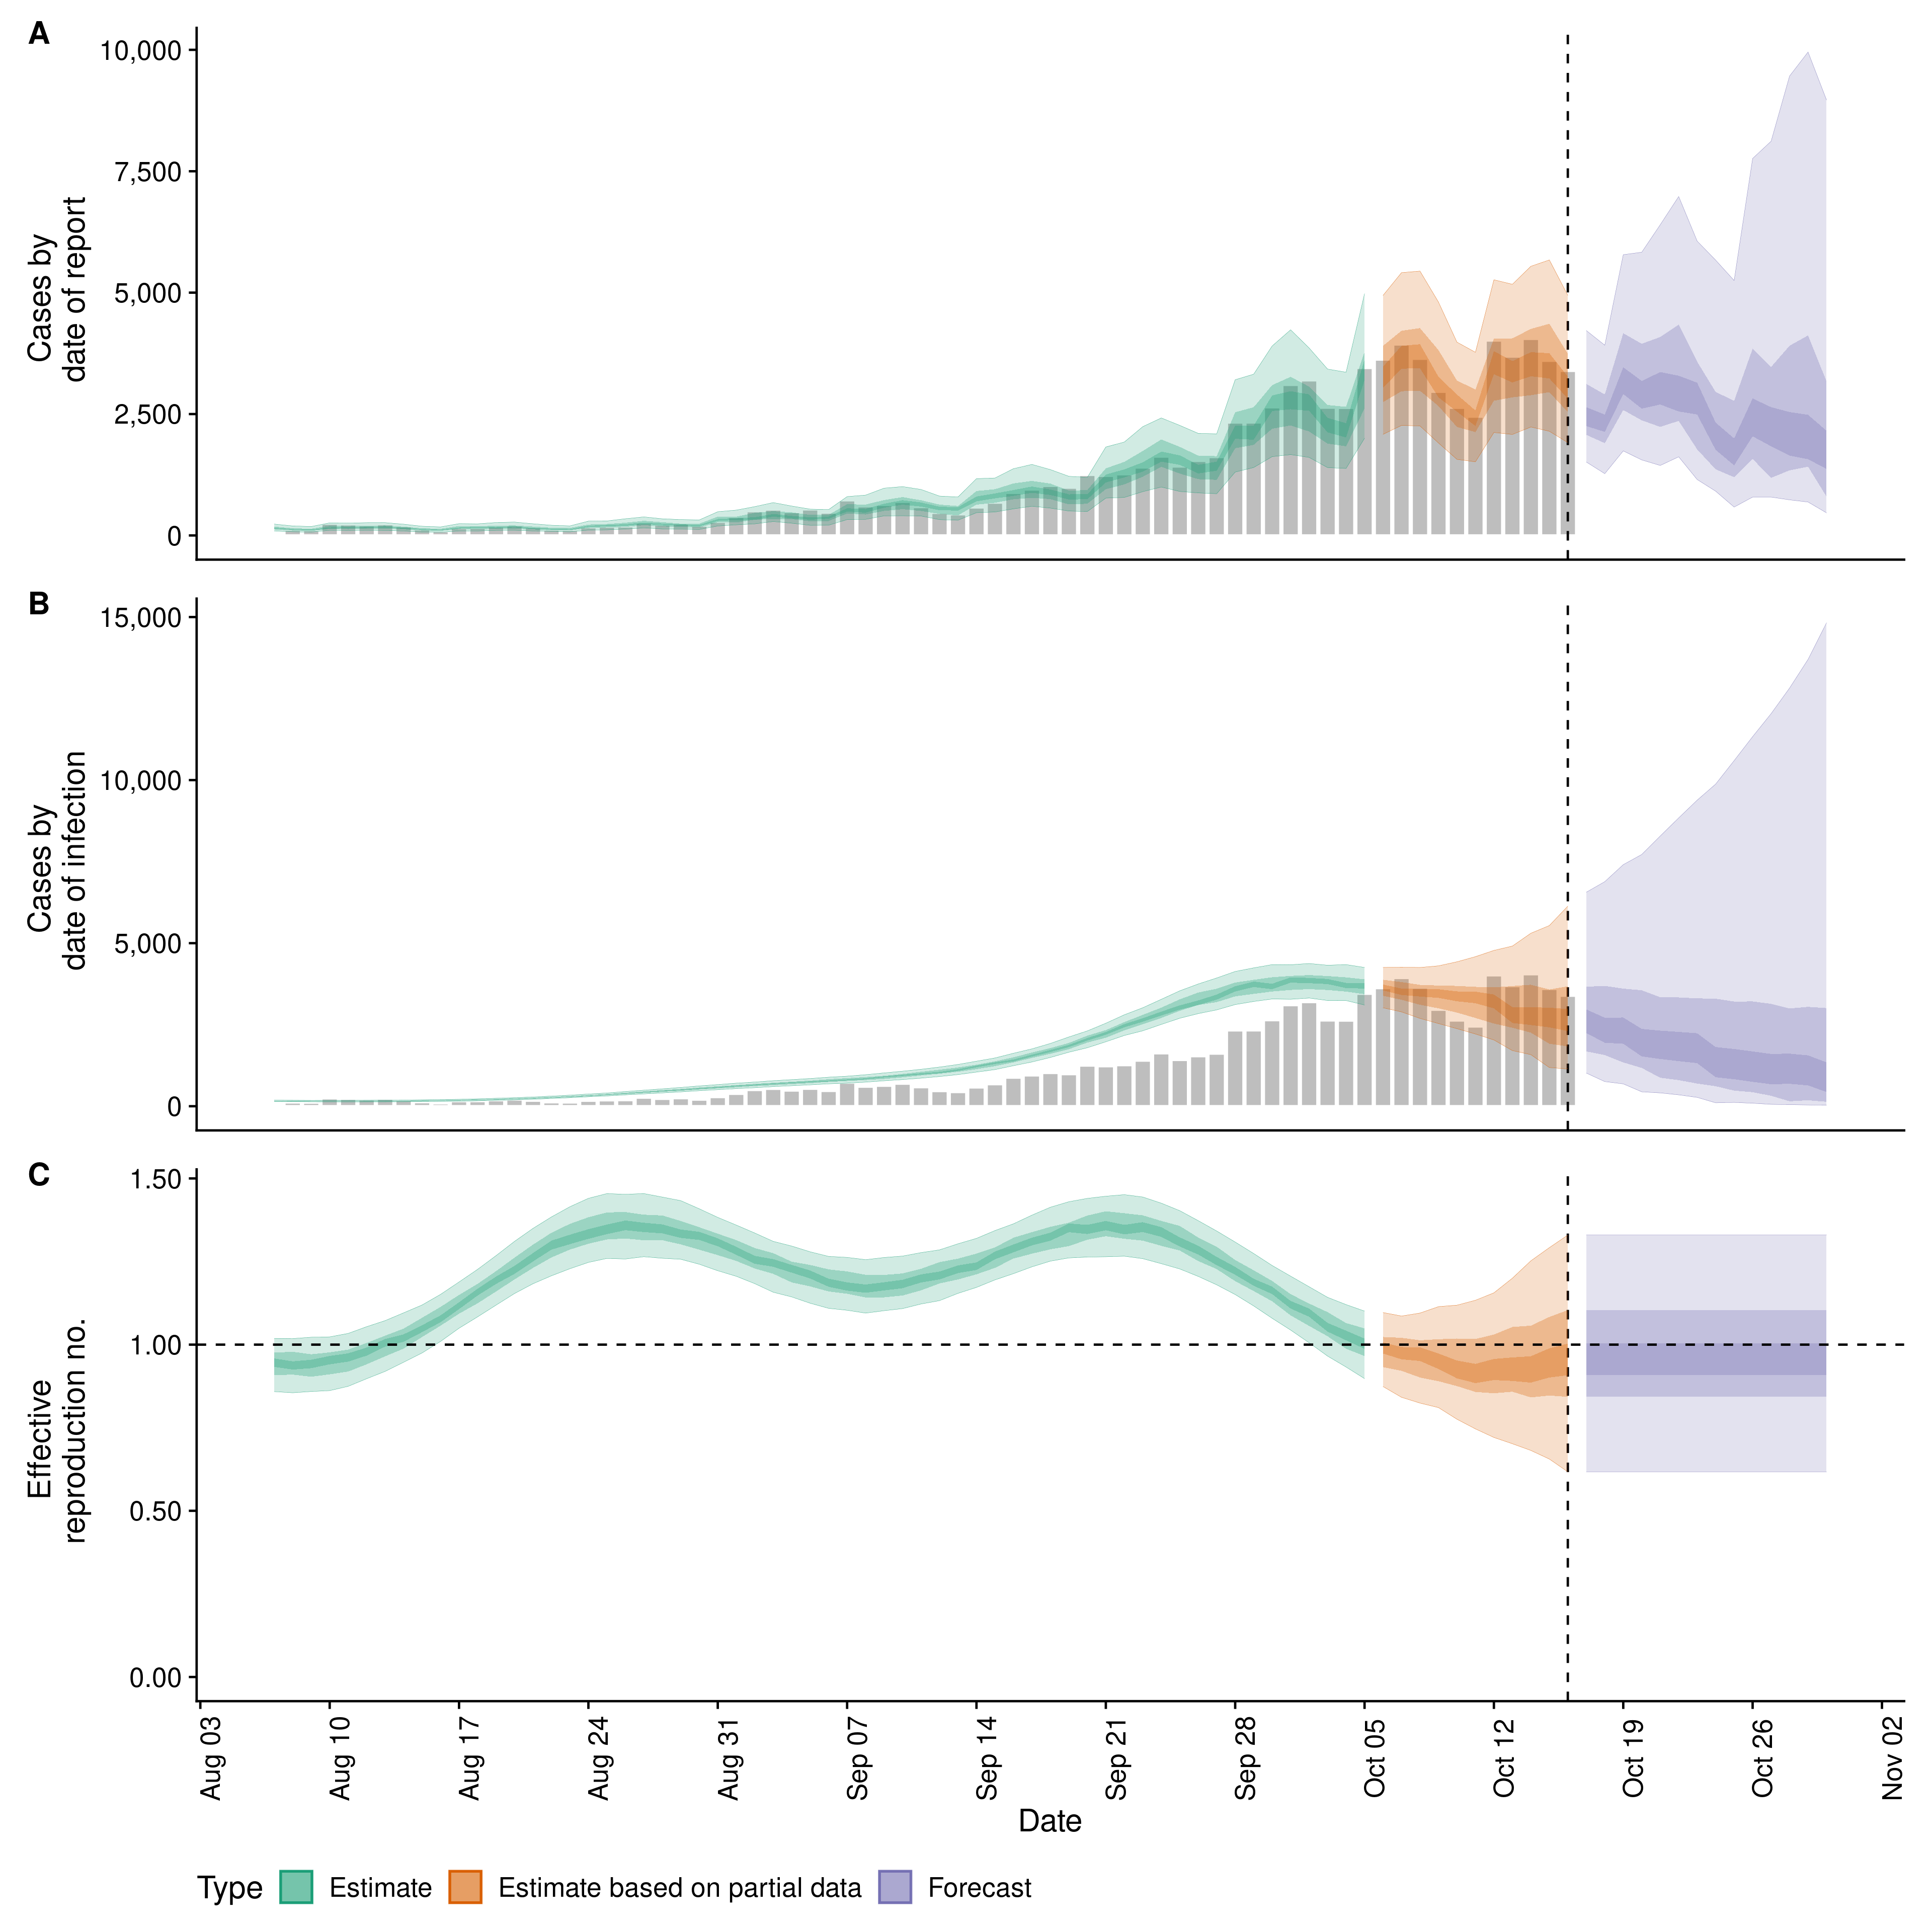 A
Cases by
date of report
10,000
7,500
5,000
2,500
0
B
Cases by
date of infection
15,000
10,000
5,000
0
C
Effective
reproduction no.
1.50
1.00
0.50
0.00
Aug 03
Aug 10
Aug 17
Aug 24
Aug 31
Sep 07
Sep 14
Sep 21
Sep 28
Oct 05
Oct 12
Oct 19
Oct 26
Nov 02
Date
Type Estimate Estimate based on partial data Forecast